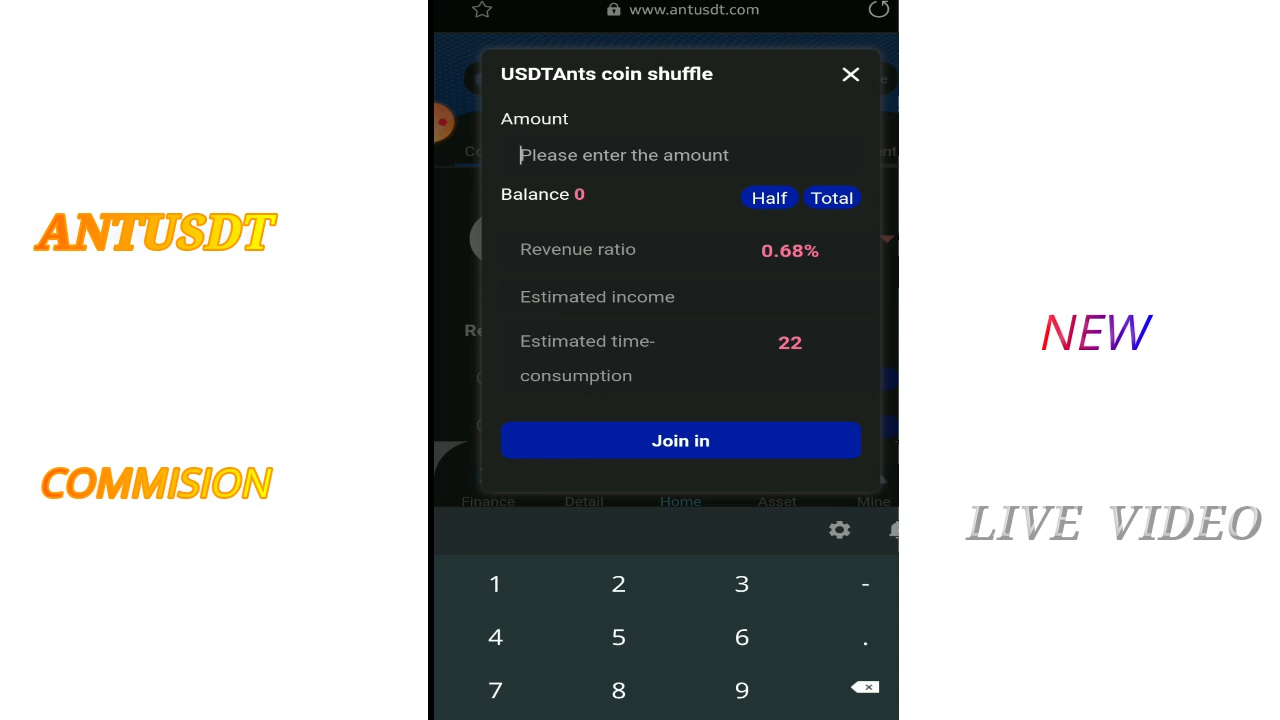 www.antusdt.com
USDTAnts coin shuffle
Amount
Please enter the amount
Balance 0
Half Total
Revenue ratio 0.68%
Estimated income
Estimated time- 22
consumption
Join in
Finance Detail Home Asset Mine
1 2 3 -
4 5 6 .
7 8 9
ANTUSDT
COMMISION
NEW
LIVE VIDEO